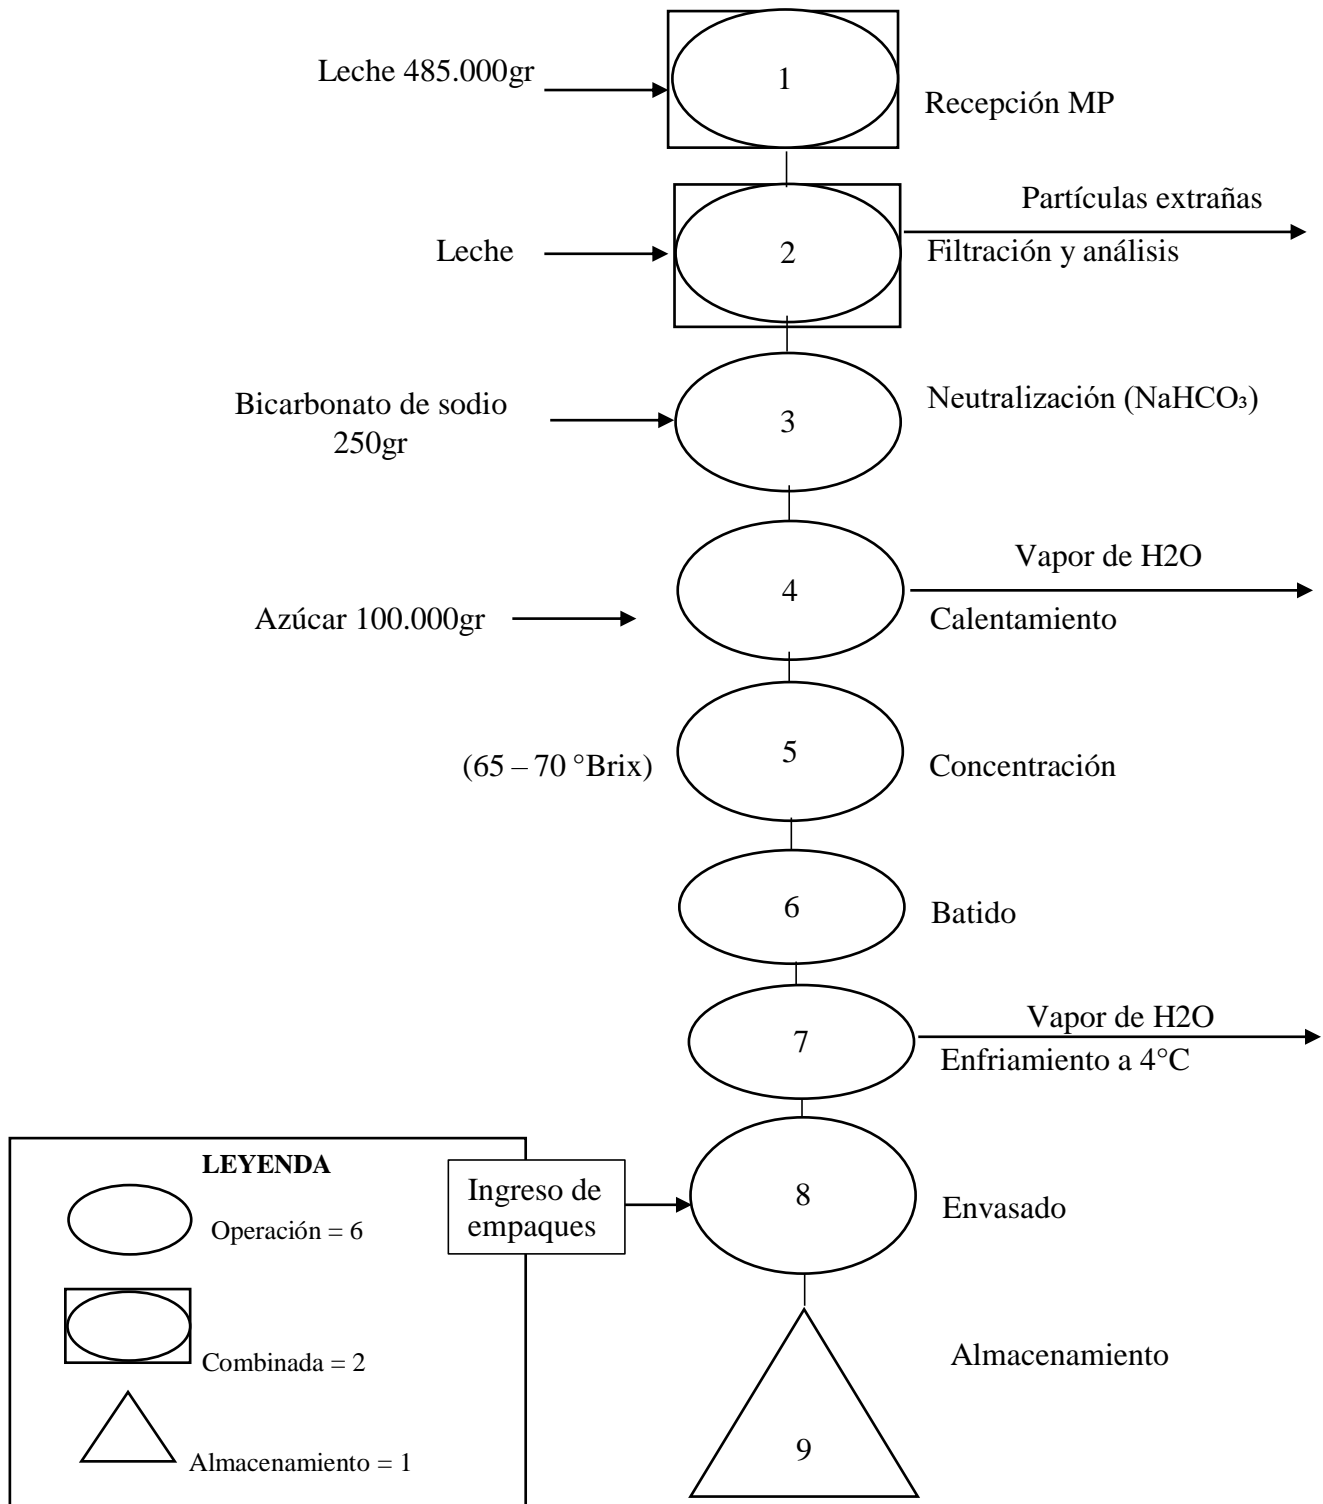 Leche 485.000gr
1
Recepción MP
Partículas extrañas
Leche
2
Filtración y análisis
Bicarbonato de sodio
250gr
3
Neutralización (NaHCO₃)
Vapor de H2O
4
Azúcar 100.000gr
Calentamiento
(65 – 70 °Brix)
5
Concentración
6
Batido
Vapor de H2O
7
Enfriamiento a 4°C
Ingreso de
empaques
8
Envasado
Almacenamiento
9
LEYENDA
Operación = 6
Combinada = 2
Almacenamiento = 1